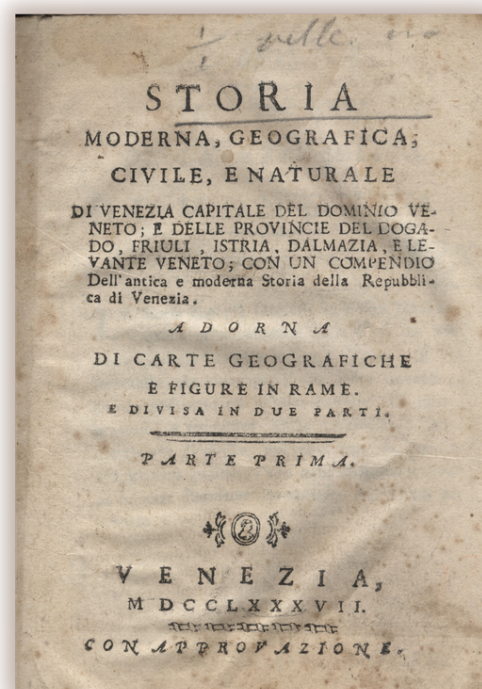 STORIA
MODERNA, GEOGRAFICA,
CIVILE, E NATURALE
DI VENEZIA CAPITALE DEL DOMINIO VE-
NETO; E DELLE PROVINCIE DEL DOGA-
DO, FRIULI, ISTRIA, DALMAZIA, E LE-
VANTE VENETO; CON UN COMPENDIO
Dell'antica e moderna Storia della Repubbli-
ca di Venezia.
ADORNA
DI CARTE GEOGRAFICHE
E FIGURE IN RAME.
E DIVISA IN DUE PARTI.
PARTE PRIMA.
VENEZIA,
MDCCLXXXVII.
CON APPROVAZIONE.